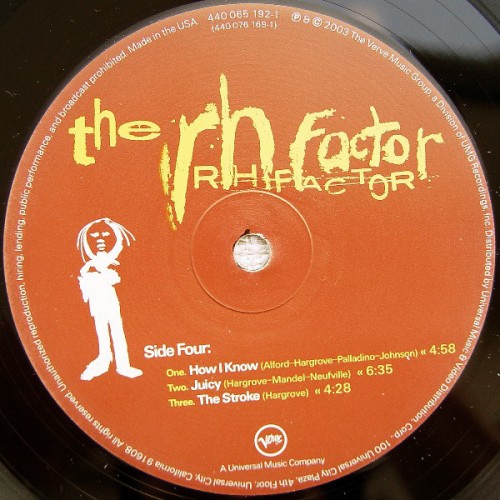 440 065 192-1
(440 076 169-1)
℗ & © 2003 The Verve Music Group, a Division of UMG Recordings, Inc. Distributed by Universal Music & Video Distribution, Corp., 100 Universal City Plaza, 4th Floor, Universal City, California 91608. All rights reserved. Unauthorized reproduction, hiring, lending, public performance, and broadcast prohibited. Made in the USA
the rh factor
RH FACTOR
Side Four:
One. How I Know (Alford–Hargrove–Palladino–Johnson) « 4:58
Two. Juicy (Hargrove–Mandel–Neufville) « 6:35
Three. The Stroke (Hargrove) « 4:28
Verve
A Universal Music Company